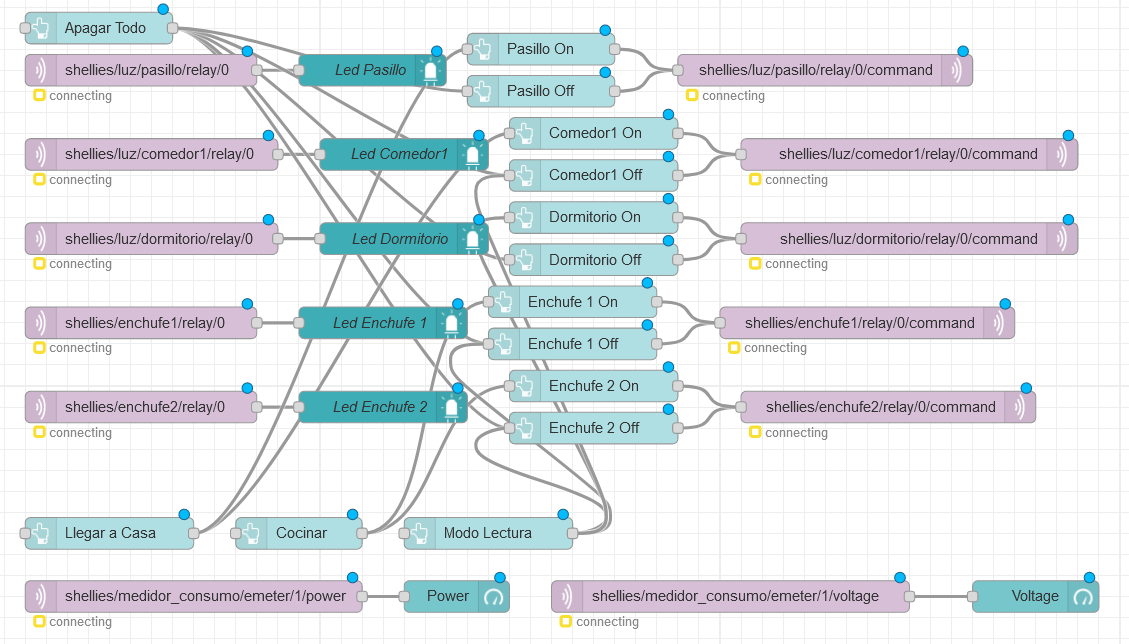 Apagar Todo
shellies/luz/pasillo/relay/0
connecting
Led Pasillo
Pasillo On
Pasillo Off
shellies/luz/pasillo/relay/0/command
connecting
shellies/luz/comedor1/relay/0
connecting
Led Comedor1
Comedor1 On
Comedor1 Off
shellies/luz/comedor1/relay/0/command
connecting
shellies/luz/dormitorio/relay/0
connecting
Led Dormitorio
Dormitorio On
Dormitorio Off
shellies/luz/dormitorio/relay/0/command
connecting
shellies/enchufe1/relay/0
connecting
Led Enchufe 1
Enchufe 1 On
Enchufe 1 Off
shellies/enchufe1/relay/0/command
connecting
shellies/enchufe2/relay/0
connecting
Led Enchufe 2
Enchufe 2 On
Enchufe 2 Off
shellies/enchufe2/relay/0/command
connecting
Llegar a Casa
Cocinar
Modo Lectura
shellies/medidor_consumo/emeter/1/power
connecting
Power
shellies/medidor_consumo/emeter/1/voltage
connecting
Voltage